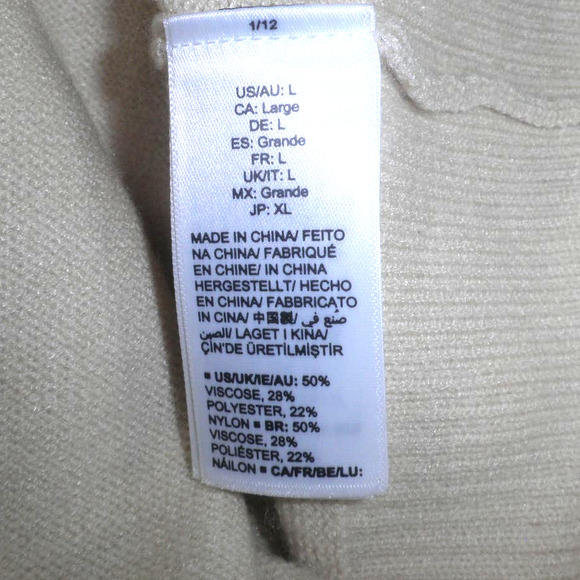 1/12
US/AU: L
CA: Large
DE: L
ES: Grande
FR: L
UK/IT: L
MX: Grande
JP: XL
MADE IN CHINA/ FEITO
NA CHINA/ FABRIQUÉ
EN CHINE/ IN CHINA
HERGESTELLT/ HECHO
EN CHINA/ FABBRICATO
IN CINA/ 中国製/ صنع في
الصين/ LAGET I KINA/
ÇİN'DE ÜRETİLMİŞTİR
▪ US/UK/IE/AU: 50%
VISCOSE, 28%
POLYESTER, 22%
NYLON ▪ BR: 50%
VISCOSE, 28%
POLIÉSTER, 22%
NÁILON ▪ CA/FR/BE/LU: